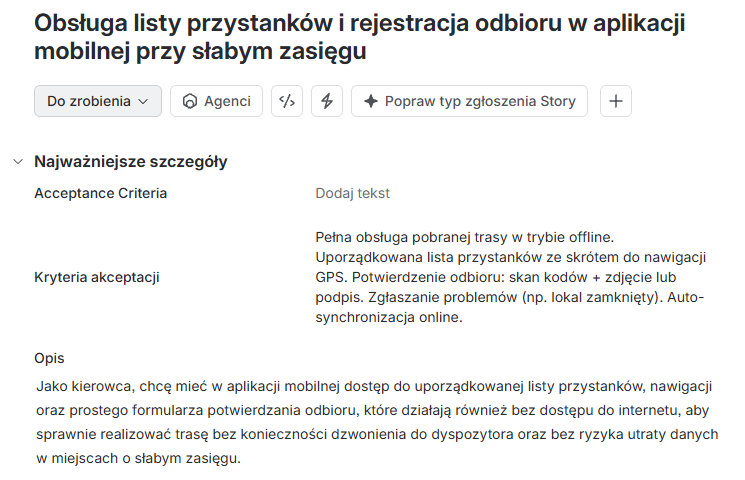 Obsługa listy przystanków i rejestracja odbioru w aplikacji
mobilnej przy słabym zasięgu
Do zrobienia
Agenci
Popraw typ zgłoszenia Story
Najważniejsze szczegóły
Acceptance Criteria
Dodaj tekst
Kryteria akceptacji
Pełna obsługa pobranej trasy w trybie offline.
Uporządkowana lista przystanków ze skrótem do nawigacji
GPS. Potwierdzenie odbioru: skan kodów + zdjęcie lub
podpis. Zgłaszanie problemów (np. lokal zamknięty). Auto-
synchronizacja online.
Opis
Jako kierowca, chcę mieć w aplikacji mobilnej dostęp do uporządkowanej listy przystanków, nawigacji
oraz prostego formularza potwierdzania odbioru, które działają również bez dostępu do internetu, aby
sprawnie realizować trasę bez konieczności dzwonienia do dyspozytora oraz bez ryzyka utraty danych
w miejscach o słabym zasięgu.